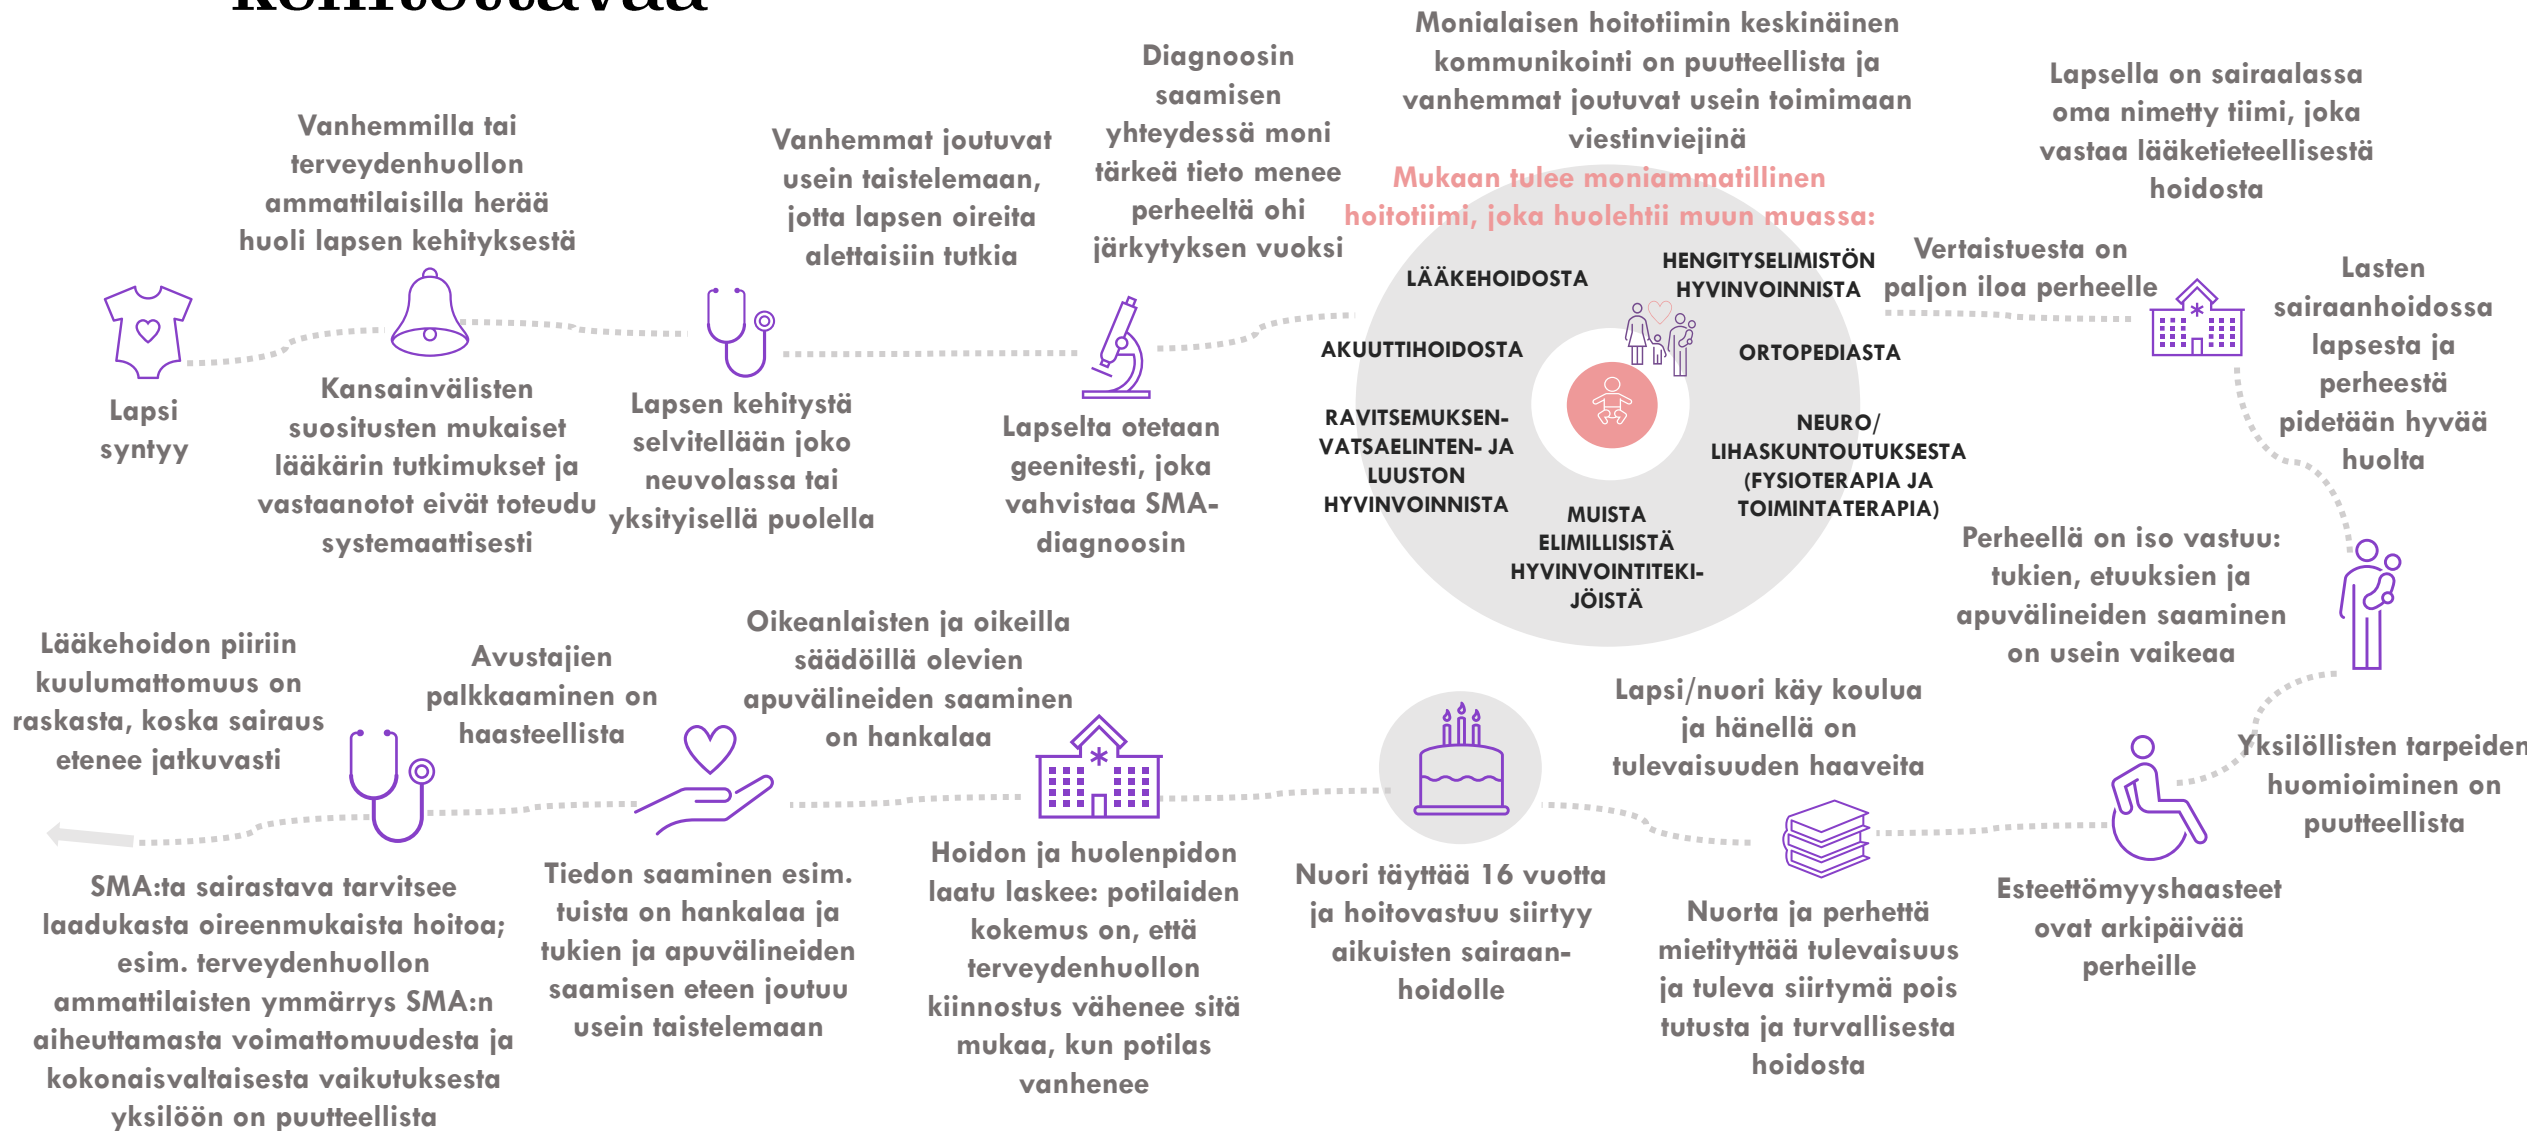 Vanhemmilla tai
terveydenhuollon
ammattilaisilla herää
huoli lapsen kehityksestä
Vanhemmat joutuvat
usein taistelemaan,
jotta lapsen oireita
alettaisiin tutkia
Diagnoosin
saamisen
yhteydessä moni
tärkeä tieto menee
perheeltä ohi
järkytyksen vuoksi
Monialaisen hoitotiimin keskinäinen
kommunikointi on puutteellista ja
vanhemmat joutuvat usein toimimaan
viestinviejinä
Mukaan tulee moniammatillinen
hoitotiimi, joka huolehtii muun muassa:
Lapsella on sairaalassa
oma nimetty tiimi, joka
vastaa lääketieteellisestä
hoidosta
Lapsi
syntyy
Kansainvälisten
suositusten mukaiset
lääkärin tutkimukset ja
vastaanotot eivät toteudu
systemaattisesti
Lapsen kehitystä
selvitellään joko
neuvolassa tai
yksityisellä puolella
Lapselta otetaan
geenitesti, joka
vahvistaa SMA-
diagnoosin
LÄÄKEHOIDOSTA
HENGITYSELIMISTÖN
HYVINVOINNISTA
AKUUTTIHOIDOSTA
ORTOPEDIASTA
RAVITSEMUKSEN-
VATSAELINTEN- JA
LUUSTON
HYVINVOINNISTA
NEURO/
LIHASKUNTOUTUKSESTA
(FYSIOTERAPIA JA
TOIMINTATERAPIA)
MUISTA
ELIMILLISISTÄ
HYVINVOINTITEKI-
JÖISTÄ
Vertaistuesta on
paljon iloa perheelle
Lasten
sairaanhoidossa
lapsesta ja
perheestä
pidetään hyvää
huolta
Perheellä on iso vastuu:
tukien, etuuksien ja
apuvälineiden saaminen
on usein vaikeaa
Yksilöllisten tarpeiden
huomioiminen on
puutteellista
Esteettömyyshaasteet
ovat arkipäivää
perheille
Lapsi/nuori käy koulua
ja hänellä on
tulevaisuuden haaveita
Nuorta ja perhettä
mietityttää tulevaisuus
ja tuleva siirtymä pois
tutusta ja turvallisesta
hoidosta
Nuori täyttää 16 vuotta
ja hoitovastuu siirtyy
aikuisten sairaan-
hoidolle
Oikeanlaisten ja oikeilla
säädöillä olevien
apuvälineiden saaminen
on hankalaa
Hoidon ja huolenpidon
laatu laskee: potilaiden
kokemus on, että
terveydenhuollon
kiinnostus vähenee sitä
mukaa, kun potilas
vanhenee
Avustajien
palkkaaminen on
haasteellista
Tiedon saaminen esim.
tuista on hankalaa ja
tukien ja apuvälineiden
saamisen eteen joutuu
usein taistelemaan
Lääkehoidon piiriin
kuulumattomuus on
raskasta, koska sairaus
etenee jatkuvasti
SMA:ta sairastava tarvitsee
laadukasta oireenmukaista hoitoa;
esim. terveydenhuollon
ammattilaisten ymmärrys SMA:n
aiheuttamasta voimattomuudesta ja
kokonaisvaltaisesta vaikutuksesta
yksilöön on puutteellista